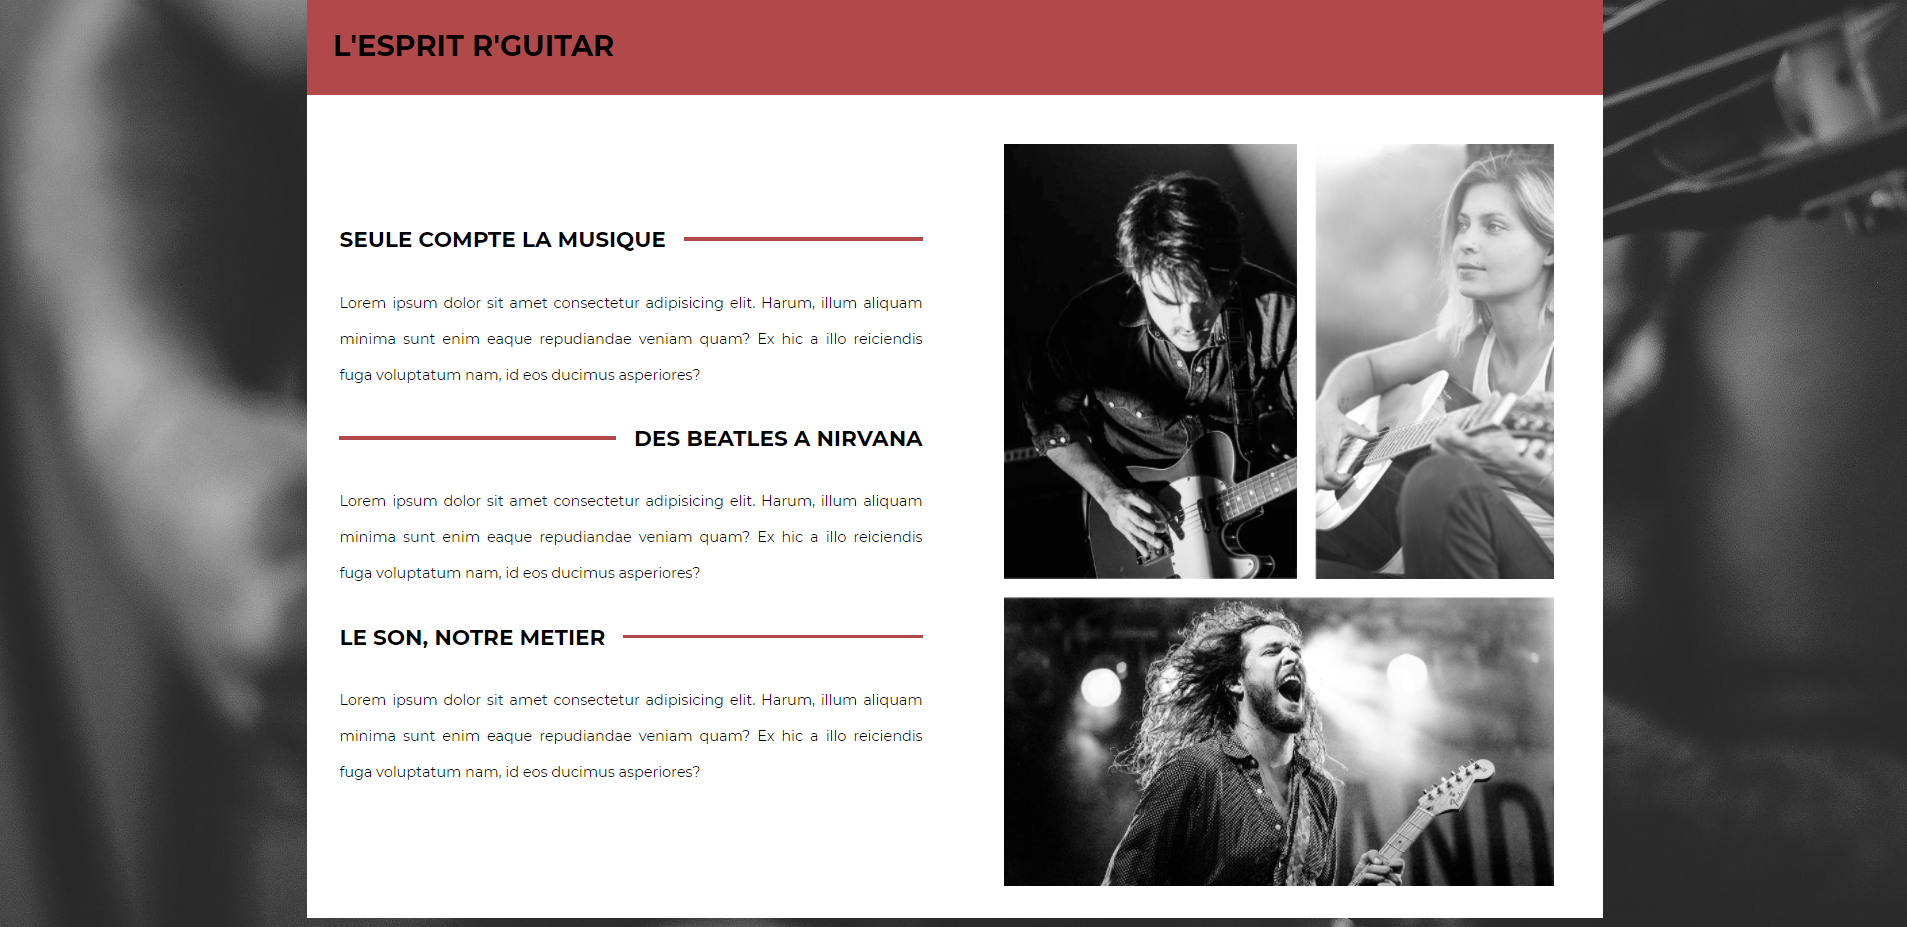 L'ESPRIT R'GUITAR
SEULE COMPTE LA MUSIQUE
Lorem ipsum dolor sit amet consectetur adipisicing elit. Harum, illum aliquam
minima sunt enim eaque repudiandae veniam quam? Ex hic a illo reiciendis
fuga voluptatum nam, id eos ducimus asperiores?
DES BEATLES A NIRVANA
Lorem ipsum dolor sit amet consectetur adipisicing elit. Harum, illum aliquam
minima sunt enim eaque repudiandae veniam quam? Ex hic a illo reiciendis
fuga voluptatum nam, id eos ducimus asperiores?
LE SON, NOTRE METIER
Lorem ipsum dolor sit amet consectetur adipisicing elit. Harum, illum aliquam
minima sunt enim eaque repudiandae veniam quam? Ex hic a illo reiciendis
fuga voluptatum nam, id eos ducimus asperiores?